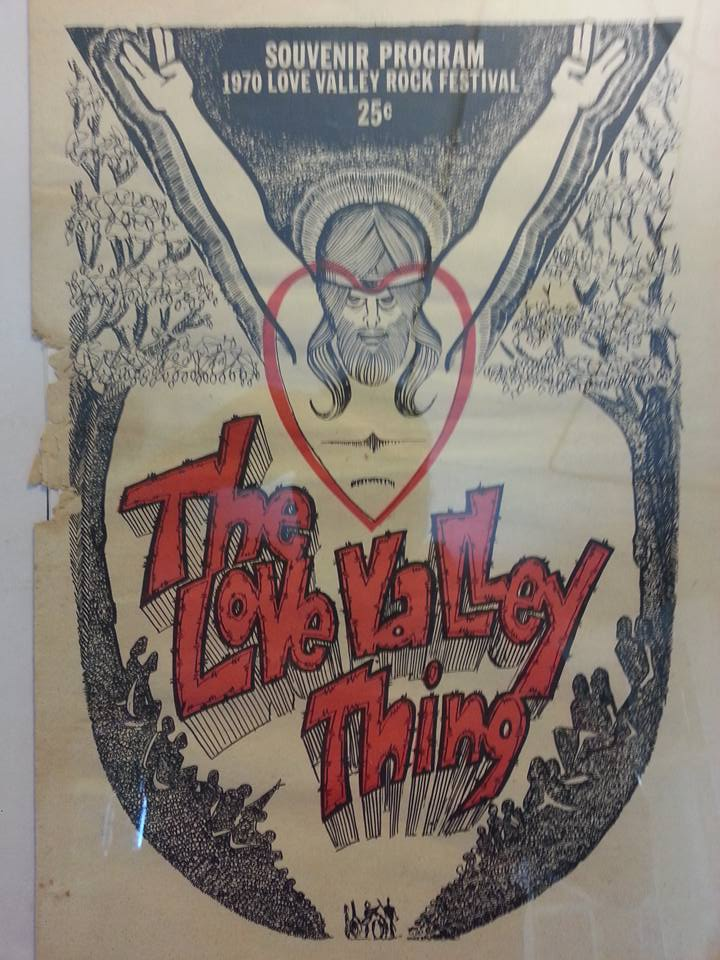 SOUVENIR PROGRAM
1970 LOVE VALLEY ROCK FESTIVAL
25¢
The
Love Valley
Thing